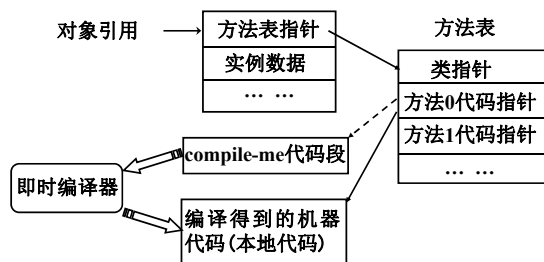 对象引用
方法表指针
实例数据
… …
方法表
类指针
方法0代码指针
方法1代码指针
… …
compile-me代码段
即时编译器
编译得到的机器
代码(本地代码)